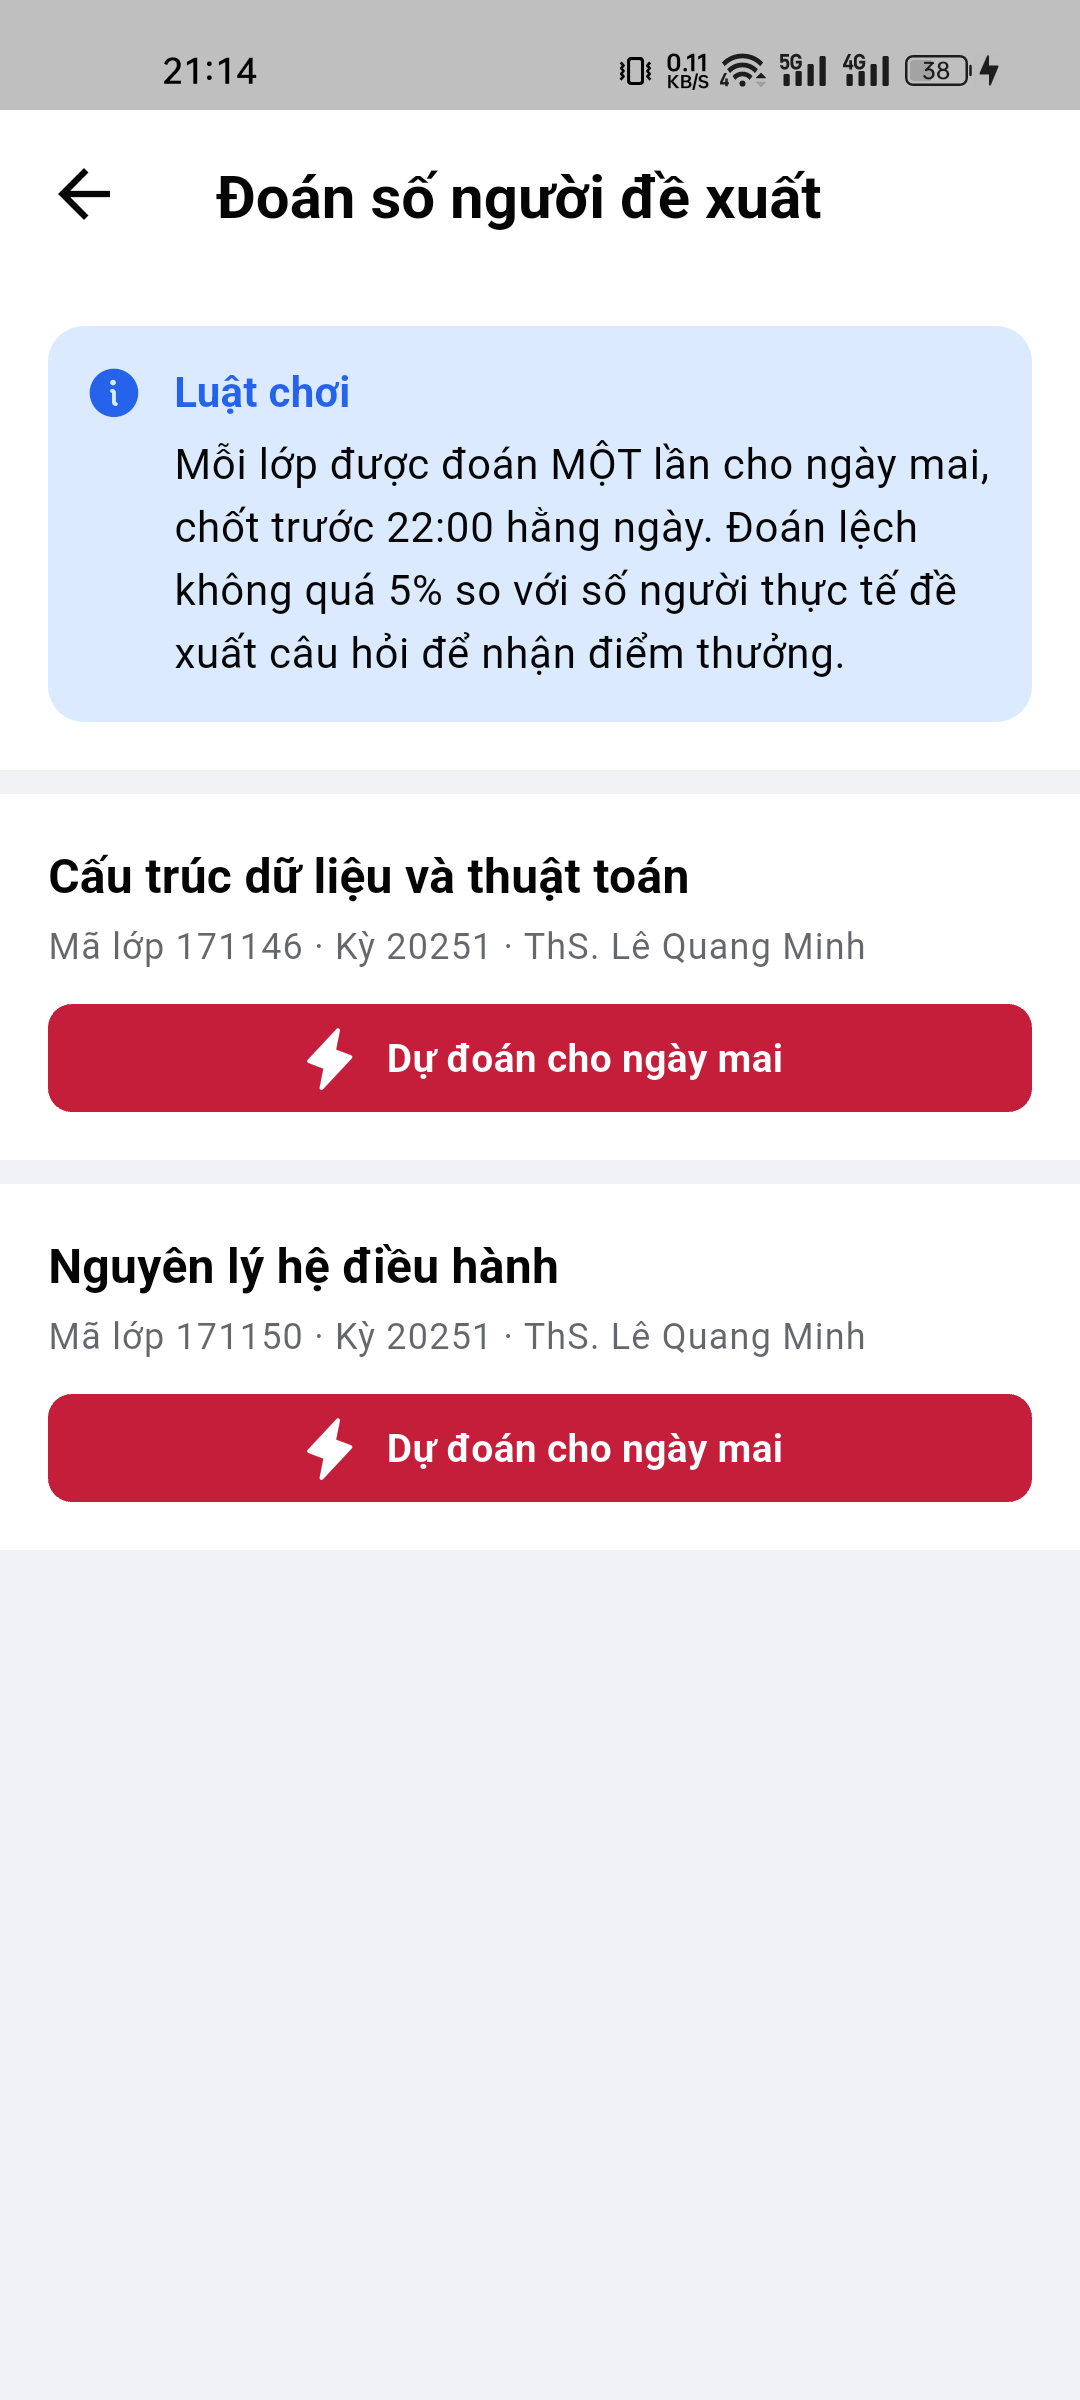 21:14
0.11
KB/S
4
5G
4G
38
Đoán số người đề xuất
Luật chơi
Mỗi lớp được đoán MỘT lần cho ngày mai,
chốt trước 22:00 hằng ngày. Đoán lệch
không quá 5% so với số người thực tế đề
xuất câu hỏi để nhận điểm thưởng.
Cấu trúc dữ liệu và thuật toán
Mã lớp 171146 · Kỳ 20251 · ThS. Lê Quang Minh
Dự đoán cho ngày mai
Nguyên lý hệ điều hành
Mã lớp 171150 · Kỳ 20251 · ThS. Lê Quang Minh
Dự đoán cho ngày mai